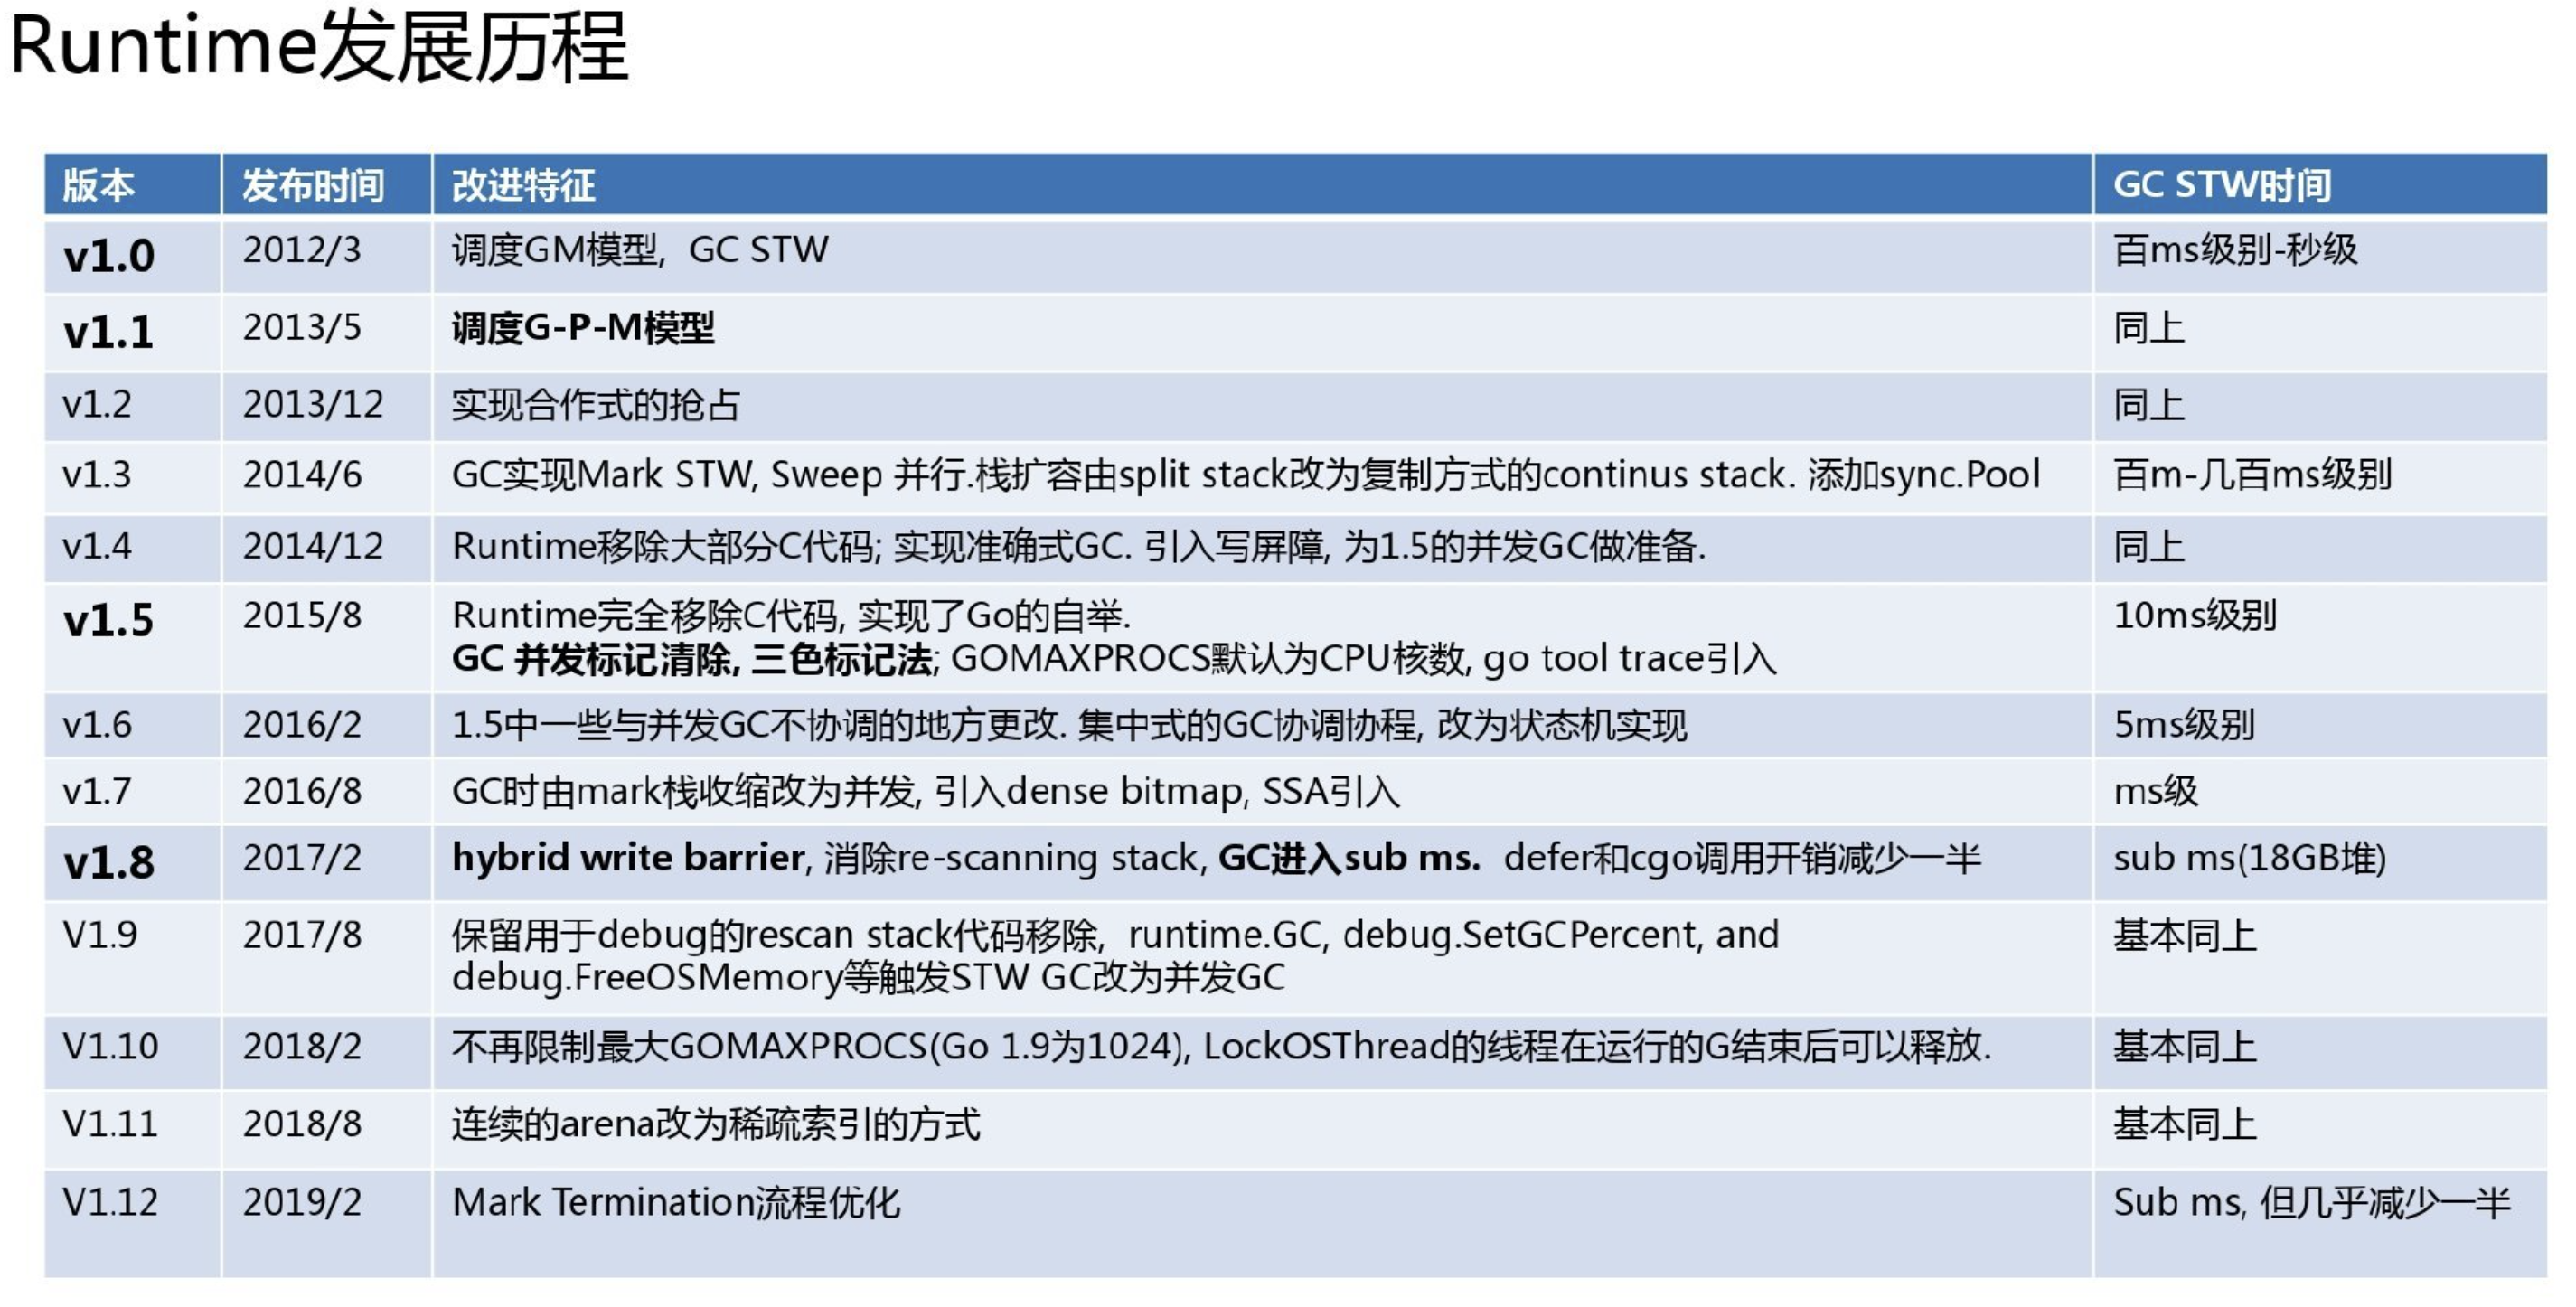 Runtime发展历程
版本 发布时间 改进特征 GC STW时间
v1.0 2012/3 调度GM模型, GC STW 百ms级别-秒级
v1.1 2013/5 调度G-P-M模型 同上
v1.2 2013/12 实现合作式的抢占 同上
v1.3 2014/6 GC实现Mark STW, Sweep 并行.栈扩容由split stack改为复制方式的continus stack. 添加sync.Pool 百m-几百ms级别
v1.4 2014/12 Runtime移除大部分C代码; 实现准确式GC. 引入写屏障, 为1.5的并发GC做准备. 同上
v1.5 2015/8 Runtime完全移除C代码, 实现了Go的自举. 10ms级别
GC 并发标记清除, 三色标记法; GOMAXPROCS默认为CPU核数, go tool trace引入
v1.6 2016/2 1.5中一些与并发GC不协调的地方更改. 集中式的GC协调协程, 改为状态机实现 5ms级别
v1.7 2016/8 GC时由mark栈收缩改为并发, 引入dense bitmap, SSA引入 ms级
v1.8 2017/2 hybrid write barrier, 消除re-scanning stack, GC进入sub ms. defer和cgo调用开销减少一半 sub ms(18GB堆)
V1.9 2017/8 保留用于debug的rescan stack代码移除, runtime.GC, debug.SetGCPercent, and 基本同上
debug.FreeOSMemory等触发STW GC改为并发GC
V1.10 2018/2 不再限制最大GOMAXPROCS(Go 1.9为1024), LockOSThread的线程在运行的G结束后可以释放. 基本同上
V1.11 2018/8 连续的arena改为稀疏索引的方式 基本同上
V1.12 2019/2 Mark Termination流程优化 Sub ms, 但几乎减少一半